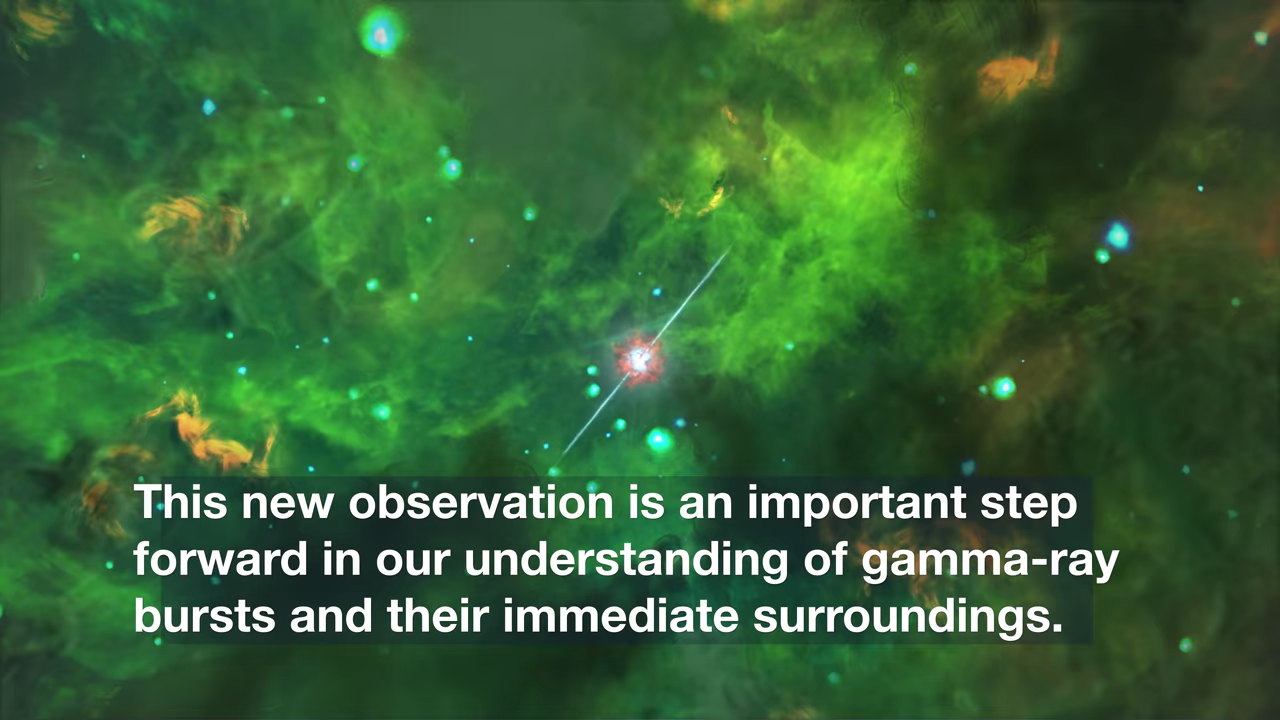 This new observation is an important step
forward in our understanding of gamma-ray
bursts and their immediate surroundings.